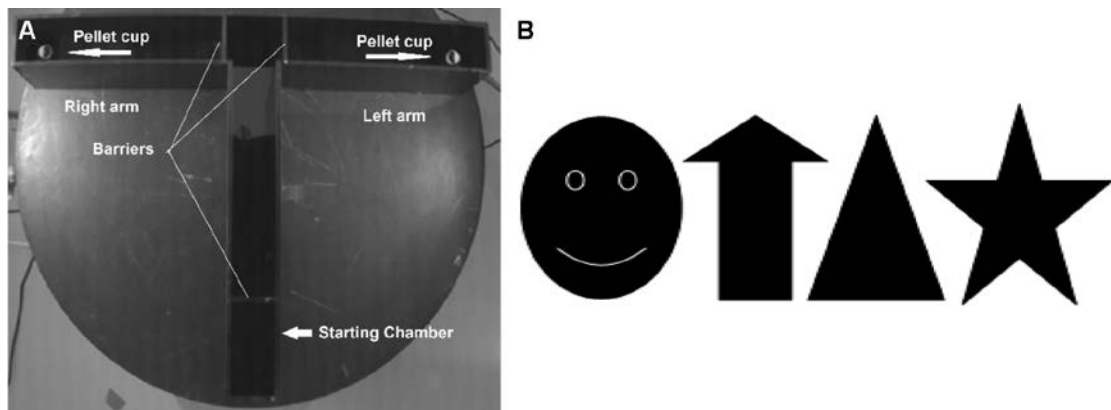 A
B
Pellet cup
Pellet cup
Right arm
Left arm
Barriers
Starting Chamber